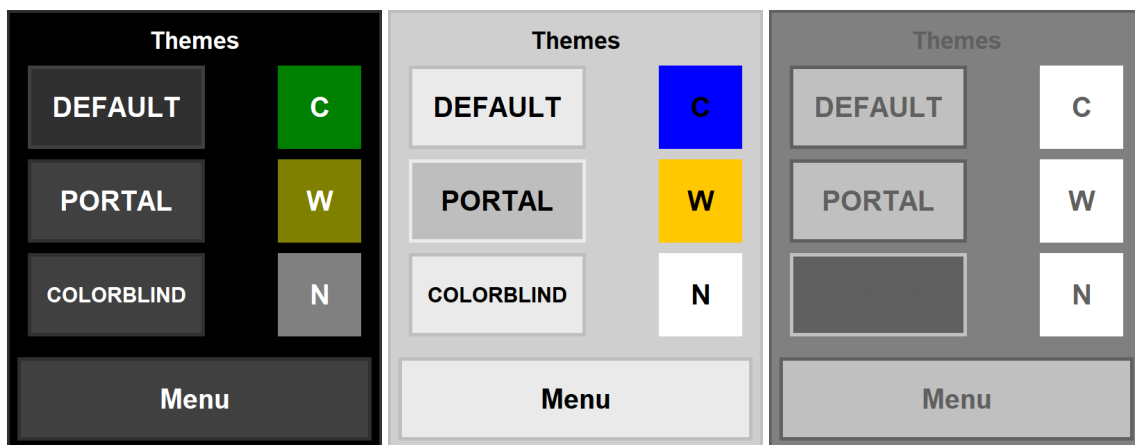 Themes
DEFAULT C
PORTAL W
COLORBLIND N
Menu
Themes
DEFAULT C
PORTAL W
COLORBLIND N
Menu
Themes
DEFAULT C
PORTAL W
N
Menu